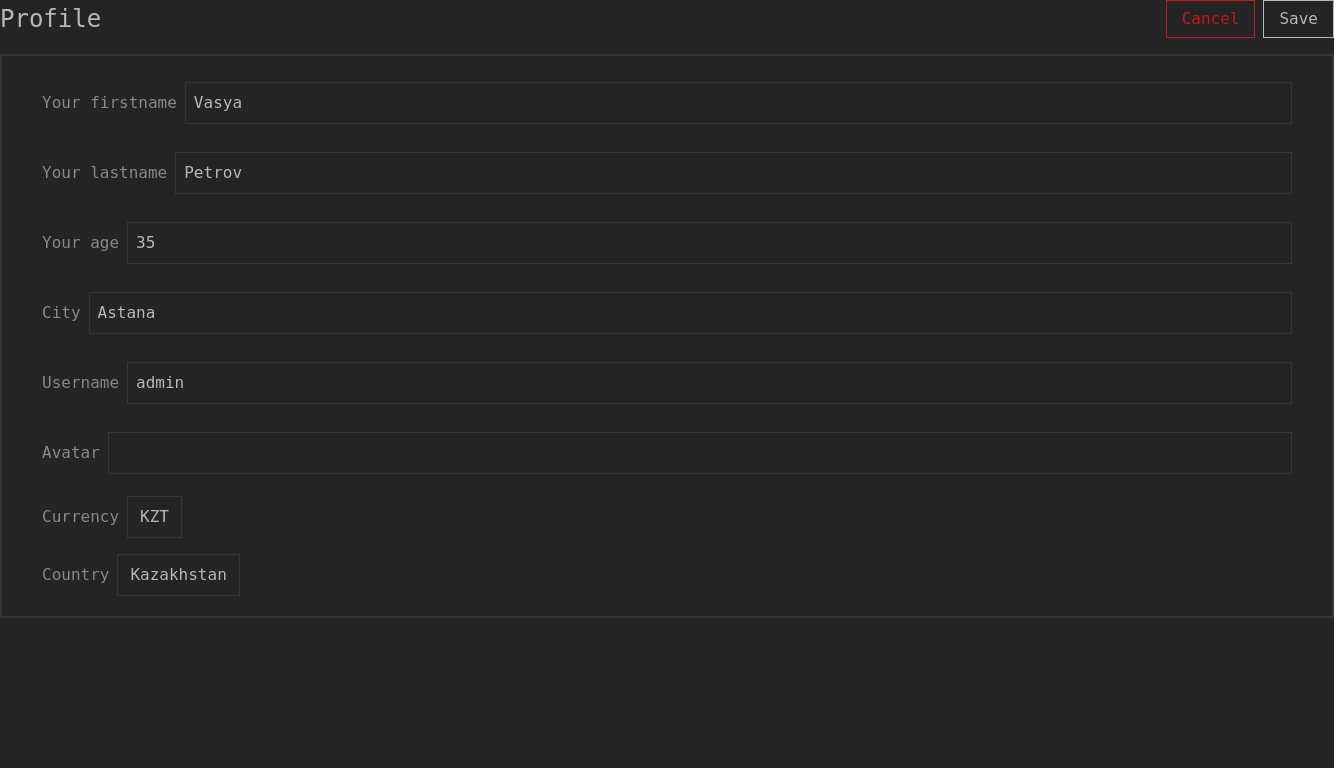 Profile Cancel Save
Your firstname Vasya
Your lastname Petrov
Your age 35
City Astana
Username admin
Avatar
Currency KZT
Country Kazakhstan